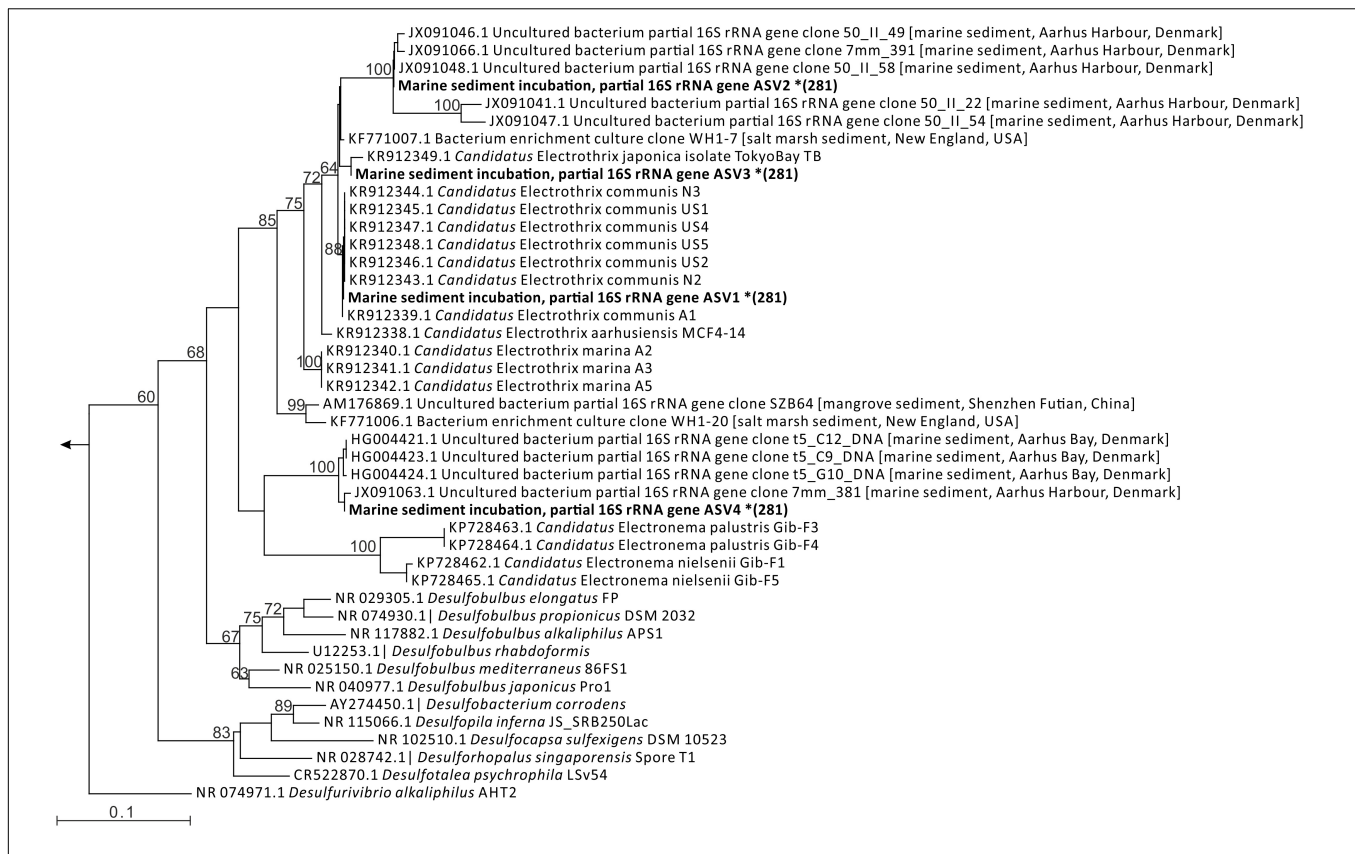 JX091046.1 Uncultured bacterium partial 16S rRNA gene clone 50_II_49 [marine sediment, Aarhus Harbour, Denmark]
JX091066.1 Uncultured bacterium partial 16S rRNA gene clone 7mm_391 [marine sediment, Aarhus Harbour, Denmark]
100 JX091048.1 Uncultured bacterium partial 16S rRNA gene clone 50_II_58 [marine sediment, Aarhus Harbour, Denmark]
Marine sediment incubation, partial 16S rRNA gene ASV2 *(281)
100 JX091041.1 Uncultured bacterium partial 16S rRNA gene clone 50_II_22 [marine sediment, Aarhus Harbour, Denmark]
JX091047.1 Uncultured bacterium partial 16S rRNA gene clone 50_II_54 [marine sediment, Aarhus Harbour, Denmark]
KF771007.1 Bacterium enrichment culture clone WH1-7 [salt marsh sediment, New England, USA]
KR912349.1 Candidatus Electrothrix japonica isolate TokyoBay TB
64
72 Marine sediment incubation, partial 16S rRNA gene ASV3 *(281)
KR912344.1 Candidatus Electrothrix communis N3
75 KR912345.1 Candidatus Electrothrix communis US1
85 KR912347.1 Candidatus Electrothrix communis US4
KR912348.1 Candidatus Electrothrix communis US5
88 KR912346.1 Candidatus Electrothrix communis US2
KR912343.1 Candidatus Electrothrix communis N2
Marine sediment incubation, partial 16S rRNA gene ASV1 *(281)
KR912339.1 Candidatus Electrothrix communis A1
KR912338.1 Candidatus Electrothrix aarhusiensis MCF4-14
68 KR912340.1 Candidatus Electrothrix marina A2
100 KR912341.1 Candidatus Electrothrix marina A3
KR912342.1 Candidatus Electrothrix marina A5
60 99 AM176869.1 Uncultured bacterium partial 16S rRNA gene clone SZB64 [mangrove sediment, Shenzhen Futian, China]
KF771006.1 Bacterium enrichment culture clone WH1-20 [salt marsh sediment, New England, USA]
HG004421.1 Uncultured bacterium partial 16S rRNA gene clone t5_C12_DNA [marine sediment, Aarhus Bay, Denmark]
HG004423.1 Uncultured bacterium partial 16S rRNA gene clone t5_C9_DNA [marine sediment, Aarhus Bay, Denmark]
100 HG004424.1 Uncultured bacterium partial 16S rRNA gene clone t5_G10_DNA [marine sediment, Aarhus Bay, Denmark]
JX091063.1 Uncultured bacterium partial 16S rRNA gene clone 7mm_381 [marine sediment, Aarhus Harbour, Denmark]
Marine sediment incubation, partial 16S rRNA gene ASV4 *(281)
KP728463.1 Candidatus Electronema palustris Gib-F3
100 KP728464.1 Candidatus Electronema palustris Gib-F4
KP728462.1 Candidatus Electronema nielsenii Gib-F1
KP728465.1 Candidatus Electronema nielsenii Gib-F5
NR 029305.1 Desulfobulbus elongatus FP
72
75 NR 074930.1| Desulfobulbus propionicus DSM 2032
67 NR 117882.1 Desulfobulbus alkaliphilus APS1
U12253.1| Desulfobulbus rhabdoformis
63 NR 025150.1 Desulfobulbus mediterraneus 86FS1
NR 040977.1 Desulfobulbus japonicus Pro1
89 AY274450.1| Desulfobacterium corrodens
NR 115066.1 Desulfopila inferna JS_SRB250Lac
83 NR 102510.1 Desulfocapsa sulfexigens DSM 10523
NR 028742.1| Desulforhopalus singaporensis Spore T1
CR522870.1 Desulfotalea psychrophila LSv54
NR 074971.1 Desulfurivibrio alkaliphilus AHT2
0.1